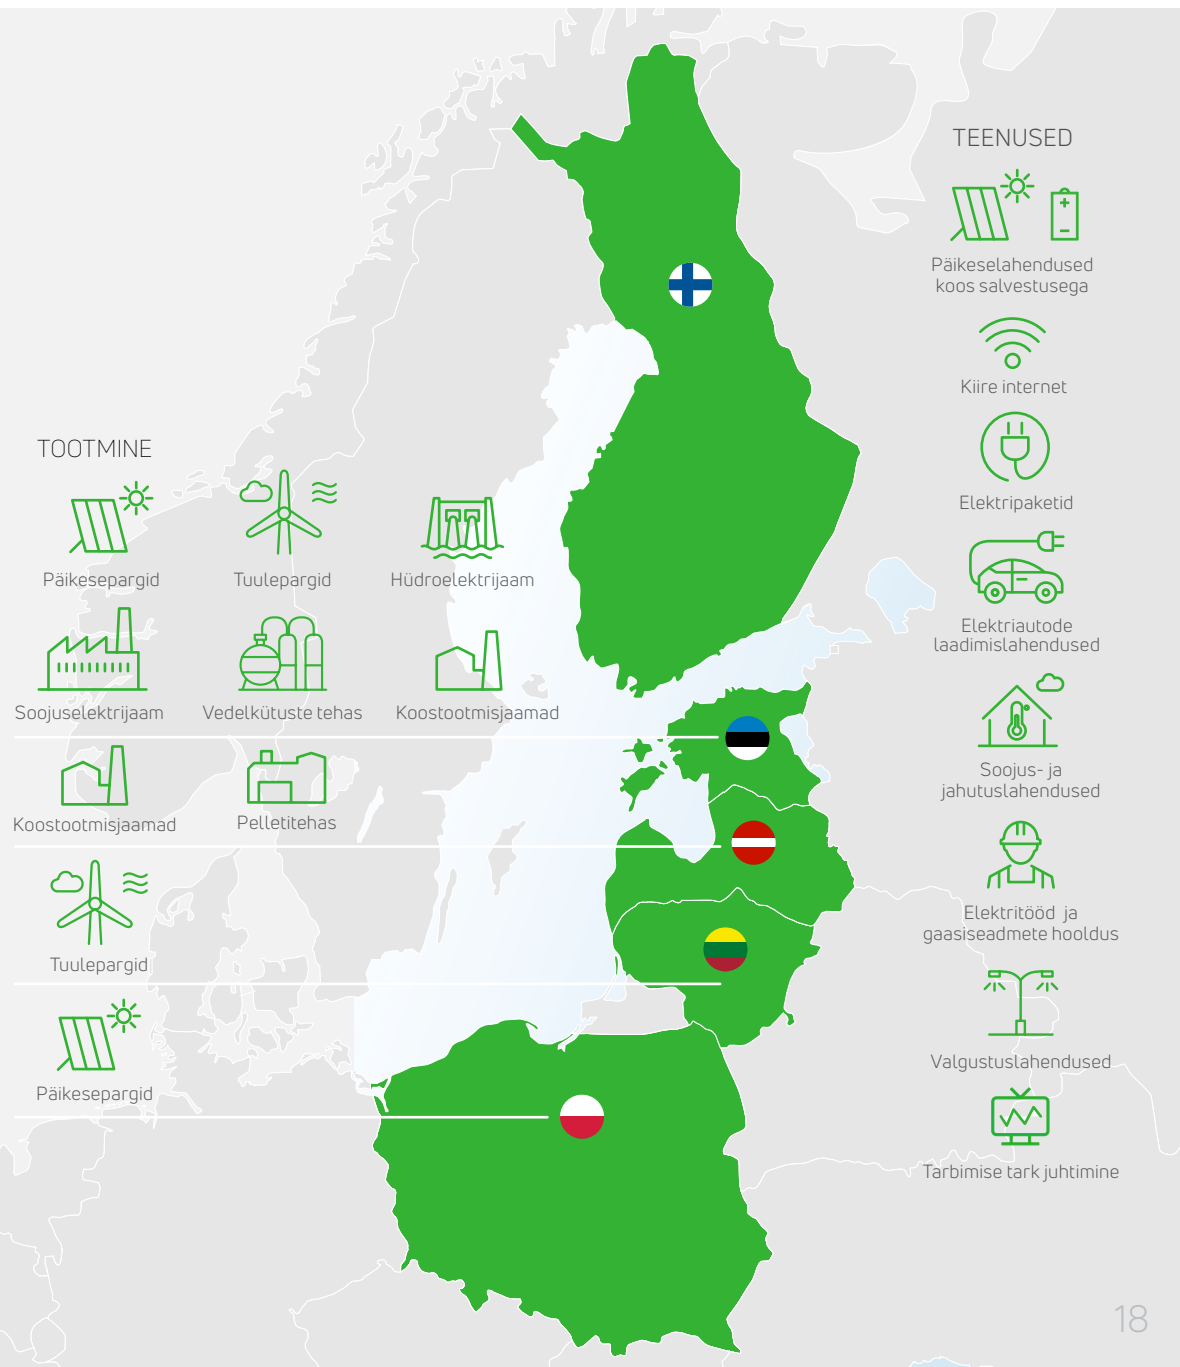 TOOTMINE
Päikesepargid
Tuulepargid
Hüdroelektrijaam
Soojuselektrijaam
Vedelkütuste tehas
Koostootmisjaamad
Koostootmisjaamad
Pelletitehas
Tuulepargid
Päikesepargid
TEENUSED
Päikeselahendused
koos salvestusega
Kiire internet
Elektripaketid
Elektriautode
laadimislahendused
Soojus- ja
jahutuslahendused
Elektritööd ja
gaasiseadmete hooldus
Valgustuslahendused
Tarbimise tark juhtimine
18